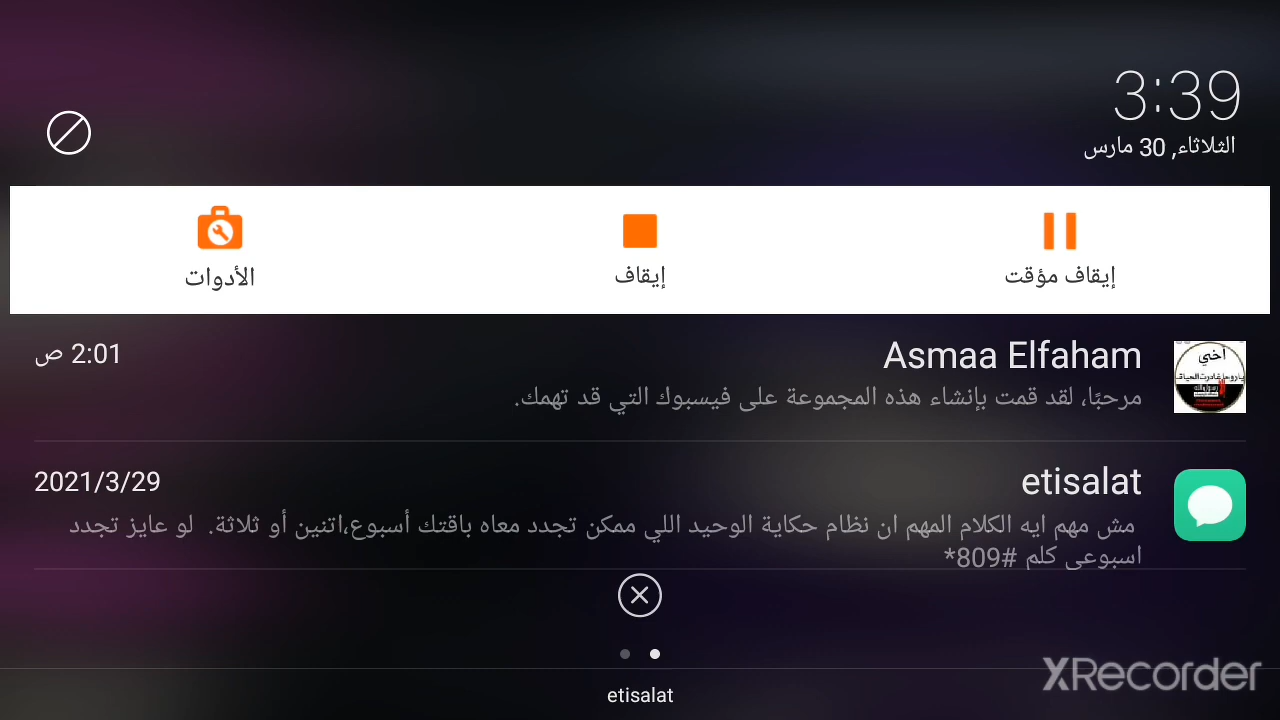 3:39
الثلاثاء, 30 مارس
إيقاف مؤقت
إيقاف
الأدوات
Asmaa Elfaham
2:01 ص
مرحبًا، لقد قمت بإنشاء هذه المجموعة على فيسبوك التي قد تهمك.
أخي
etisalat
2021/3/29
مش مهم ايه الكلام المهم ان نظام حكاية الوحيد اللي ممكن تجدد معاه باقتك أسبوع،اتنين أو ثلاثة. لو عايز تجدد
اسبوعى كلم #809*
XRecorder
etisalat